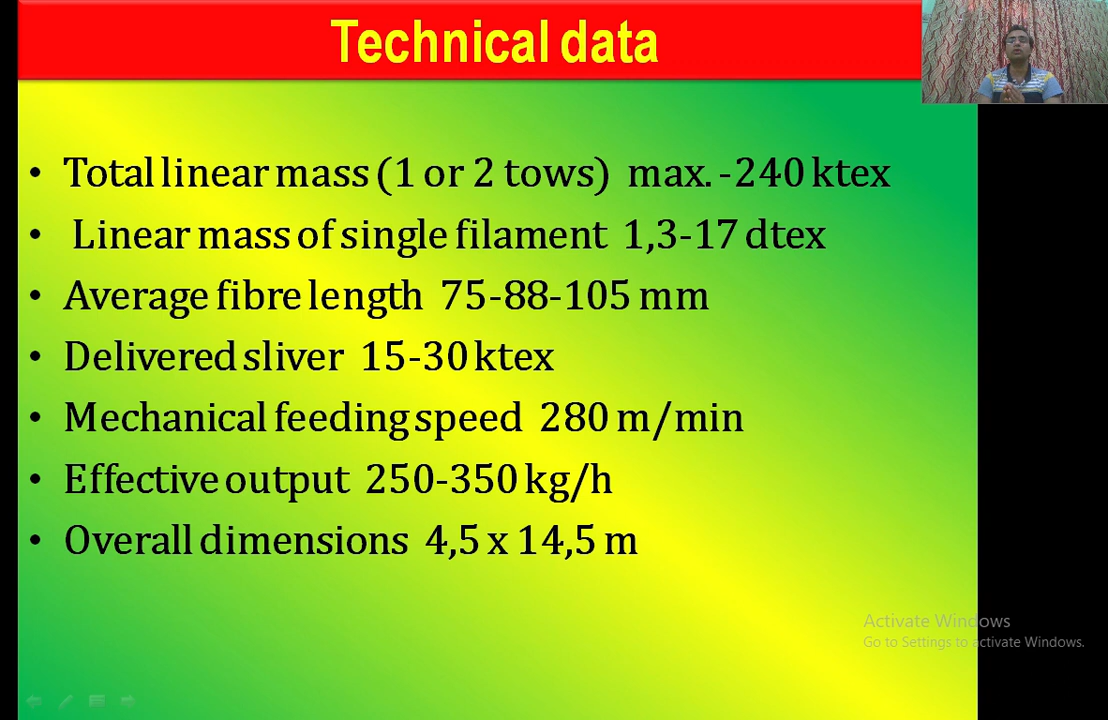 Technical data
• Total linear mass (1 or 2 tows) max. -240 ktex
• Linear mass of single filament 1,3-17 dtex
• Average fibre length 75-88-105 mm
• Delivered sliver 15-30 ktex
• Mechanical feeding speed 280 m/min
• Effective output 250-350 kg/h
• Overall dimensions 4,5 x 14,5 m
Activate Windows
Go to Settings to activate Windows.